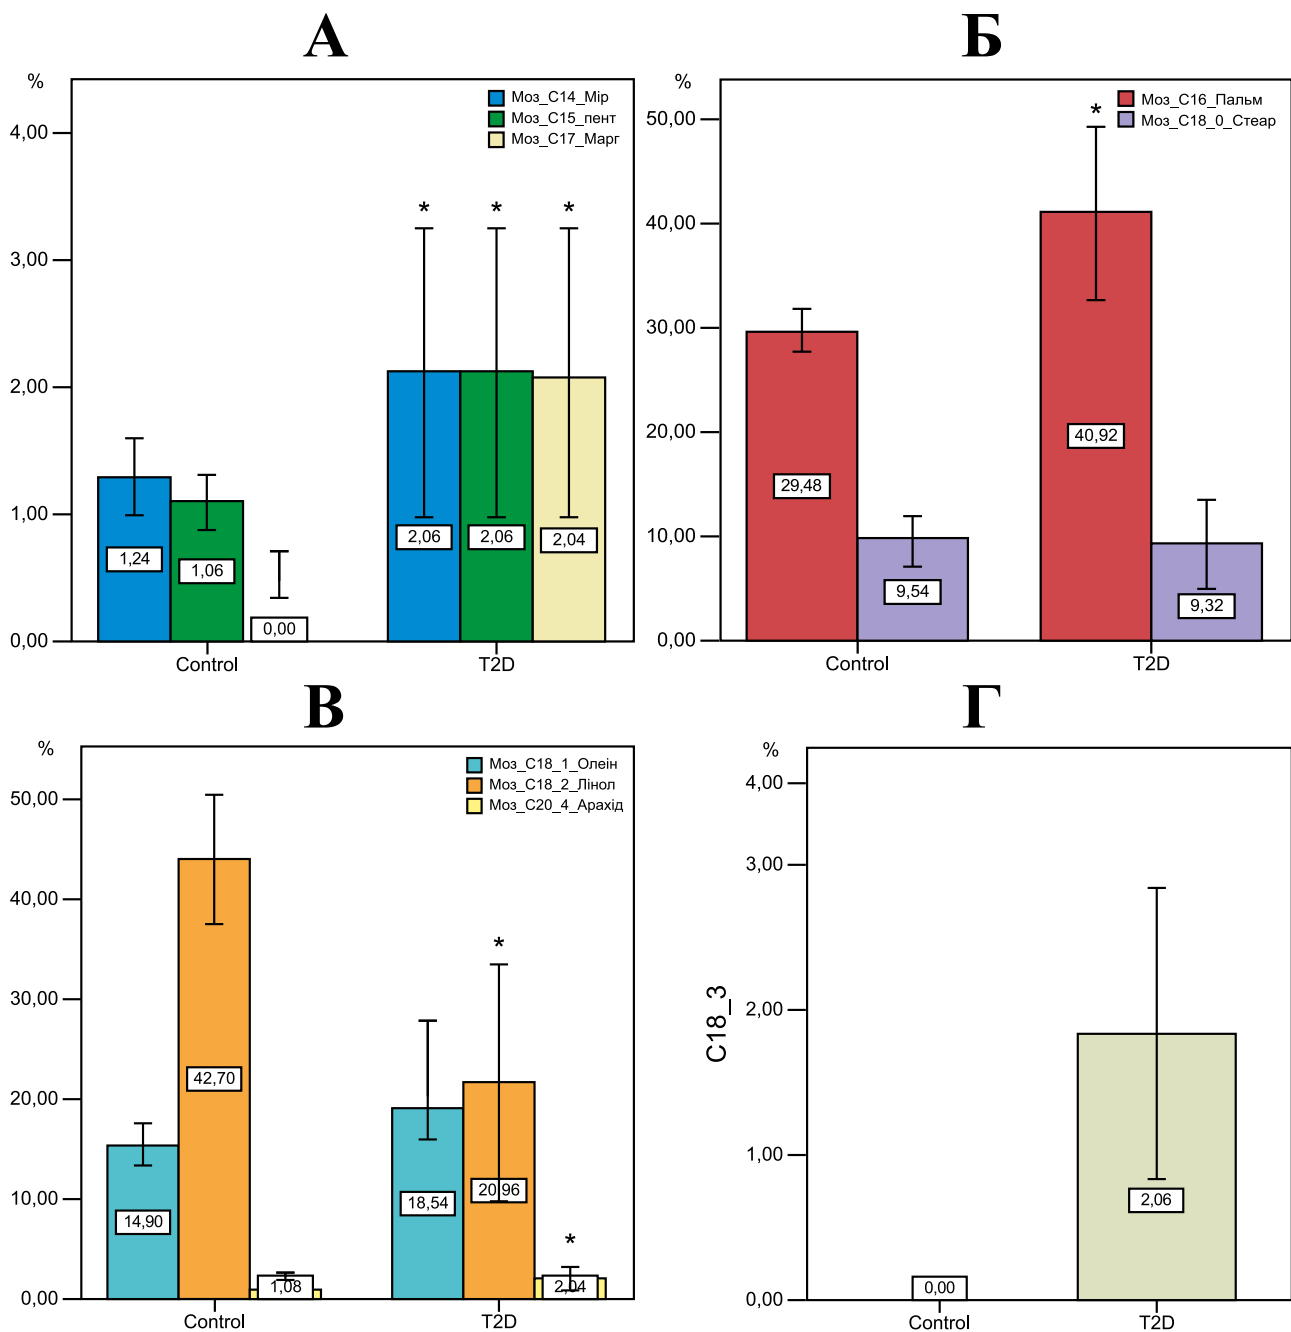 А
%
4,00
3,00
2,00
1,00
0,00
Моз_С14_Мір
Моз_С15_пент
Моз_С17_Марг
* * *
1,24
1,06
0,00
2,06
2,06
2,04
Control
T2D
Б
%
50,00
40,00
30,00
20,00
10,00
0,00
Моз_С16_Пальм
Моз_С18_0_Стеар
*
29,48
9,54
40,92
9,32
Control
T2D
В
%
50,00
40,00
30,00
20,00
10,00
0,00
Моз_С18_1_Олеін
Моз_С18_2_Лінол
Моз_С20_4_Арахід
*
*
14,90
42,70
1,08
18,54
20,96
2,04
Control
T2D
Г
%
4,00
3,00
2,00
1,00
0,00
C18_3
0,00
2,06
Control
T2D